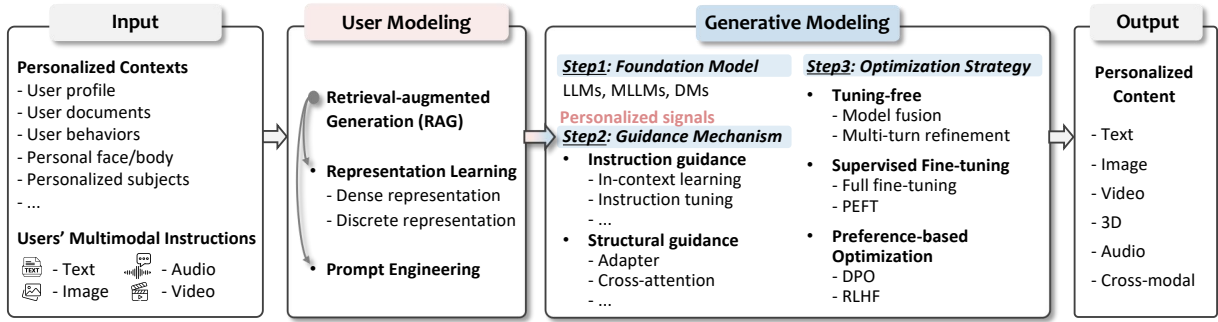 Input
Personalized Contexts
- User profile
- User documents
- User behaviors
- Personal face/body
- Personalized subjects
- ...
Users' Multimodal Instructions
TEXT - Text
- Audio
- Image
- Video
User Modeling
Retrieval-augmented
Generation (RAG)
• Representation Learning
- Dense representation
- Discrete representation
• Prompt Engineering
Generative Modeling
Step1: Foundation Model
LLMs, MLLMs, DMs
Personalized signals
Step2: Guidance Mechanism
• Instruction guidance
- In-context learning
- Instruction tuning
- ...
• Structural guidance
- Adapter
- Cross-attention
- ...
Step3: Optimization Strategy
• Tuning-free
- Model fusion
- Multi-turn refinement
• Supervised Fine-tuning
- Full fine-tuning
- PEFT
• Preference-based
Optimization
- DPO
- RLHF
Output
Personalized
Content
- Text
- Image
- Video
- 3D
- Audio
- Cross-modal